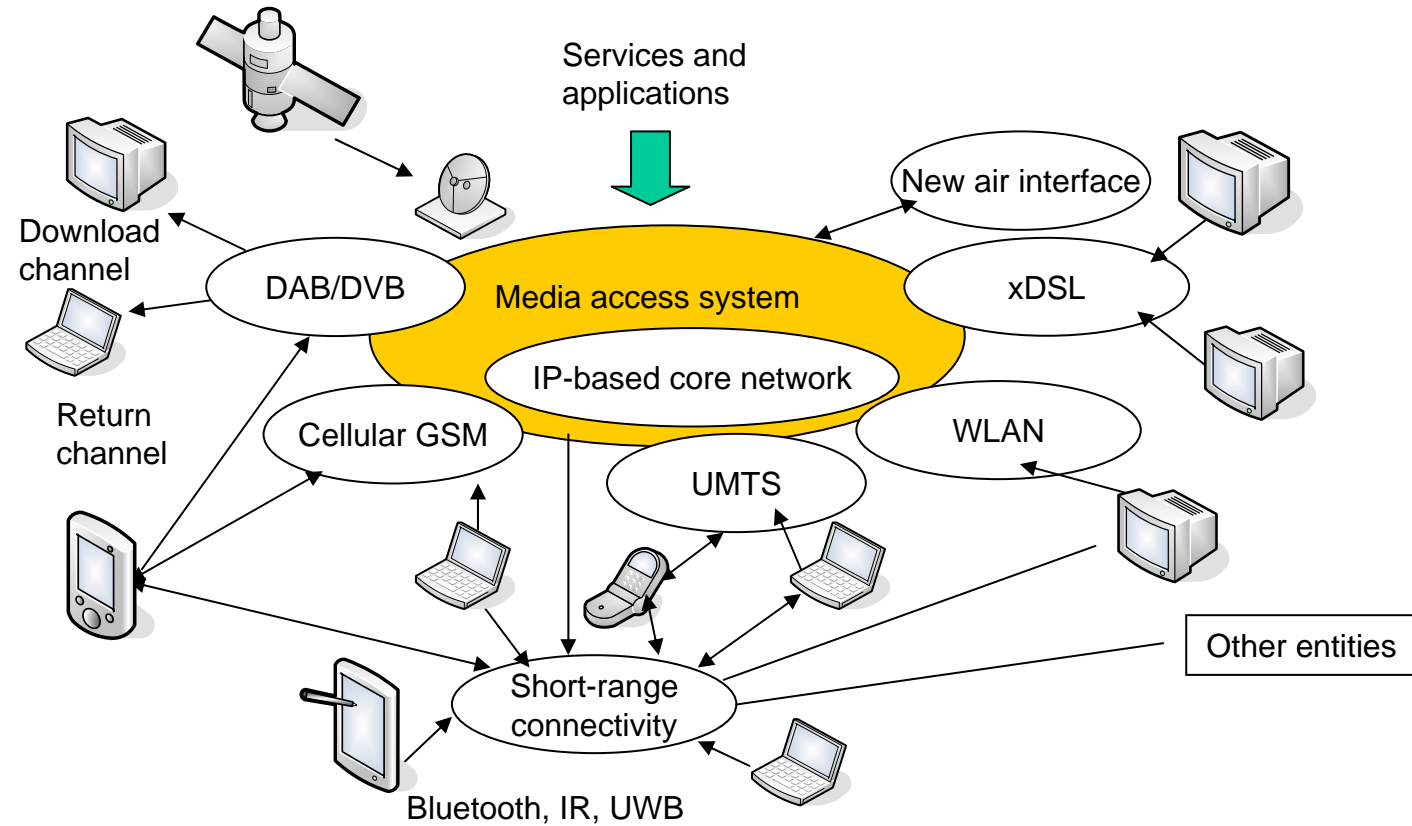 Services and
applications
New air interface
Download
channel
DAB/DVB
Media access system
xDSL
IP-based core network
Return
channel
Cellular GSM
WLAN
UMTS
Other entities
Short-range
connectivity
Bluetooth, IR, UWB